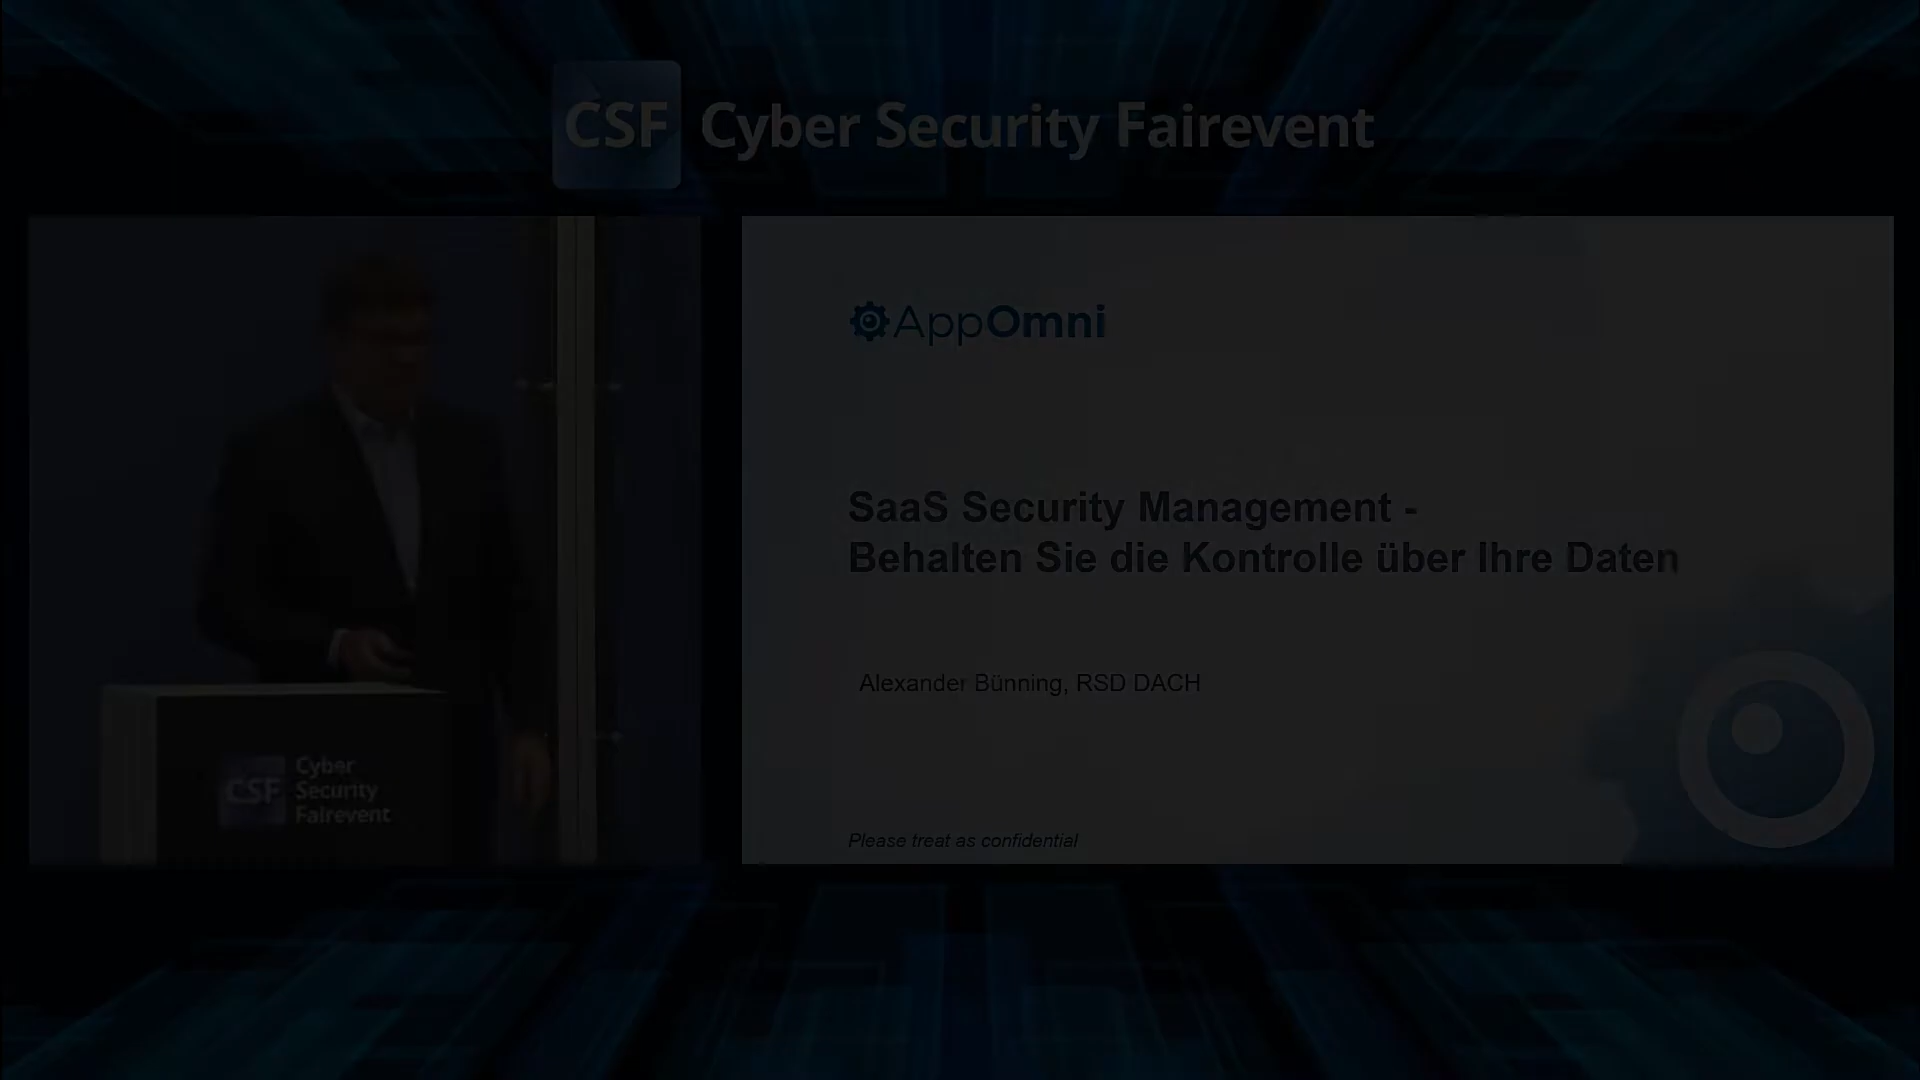 CSF Cyber Security Fairevent
AppOmni
SaaS Security Management -
Behalten Sie die Kontrolle über Ihre Daten
Alexander Bünning, RSD DACH
Please treat as confidential
CSF
Cyber
Security
Fairevent